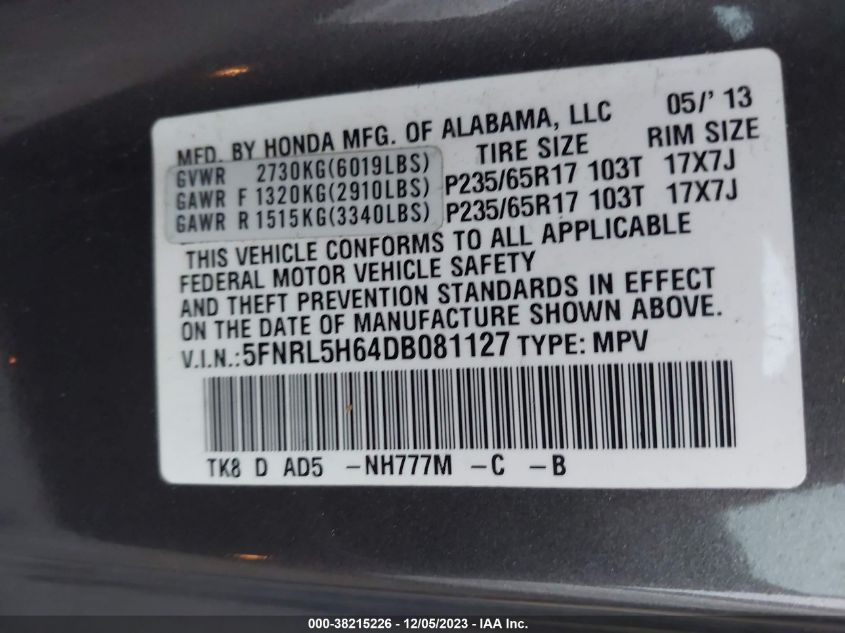 MFD. BY HONDA MFG. OF ALABAMA, LLC 05/' 13
TIRE SIZE RIM SIZE
GVWR 2730KG(6019LBS)
GAWR F 1320KG(2910LBS) P235/65R17 103T 17X7J
GAWR R 1515KG(3340LBS) P235/65R17 103T 17X7J
THIS VEHICLE CONFORMS TO ALL APPLICABLE
FEDERAL MOTOR VEHICLE SAFETY
AND THEFT PREVENTION STANDARDS IN EFFECT
ON THE DATE OF MANUFACTURE SHOWN ABOVE.
V.I.N.:5FNRL5H64DB081127 TYPE: MPV
TK8 D AD5 -NH777M -C -B
000-38215226 - 12/05/2023 - IAA Inc.